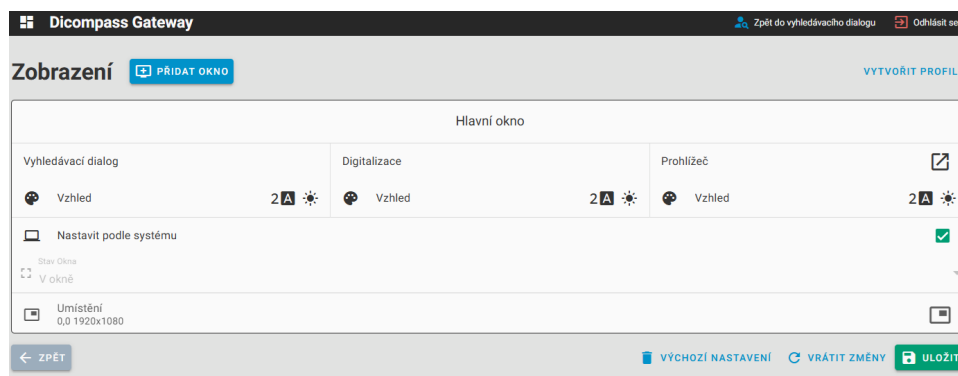 Dicompass Gateway
Zpět do vyhledávacího dialogu
Odhlásit se
Zobrazení
PŘIDAT OKNO
VYTVOŘIT PROFIL
Hlavní okno
Vyhledávací dialog
Digitalizace
Prohlížeč
Vzhled 2 A
Vzhled 2 A
Vzhled 2 A
Nastavit podle systému
Stav Okna
V okně
Umístění
0,0 1920x1080
ZPĚT
VÝCHOZÍ NASTAVENÍ
VRÁTIT ZMĚNY
ULOŽIT